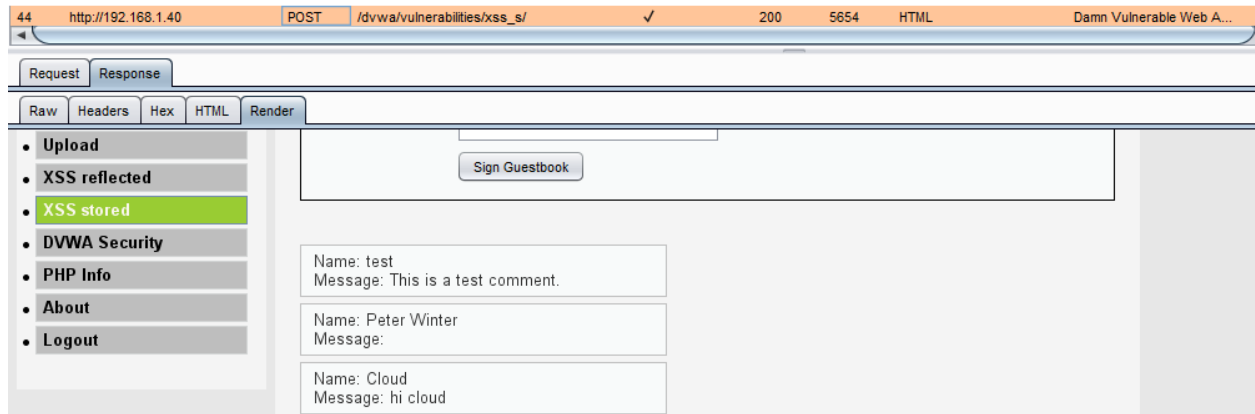 44 http://192.168.1.40 POST /dvwa/vulnerabilities/xss_s/ ✓ 200 5654 HTML Damn Vulnerable Web A...
Request Response
Raw Headers Hex HTML Render
Upload
XSS reflected
XSS stored
DVWA Security
PHP Info
About
Logout
Sign Guestbook
Name: test
Message: This is a test comment.
Name: Peter Winter
Message:
Name: Cloud
Message: hi cloud